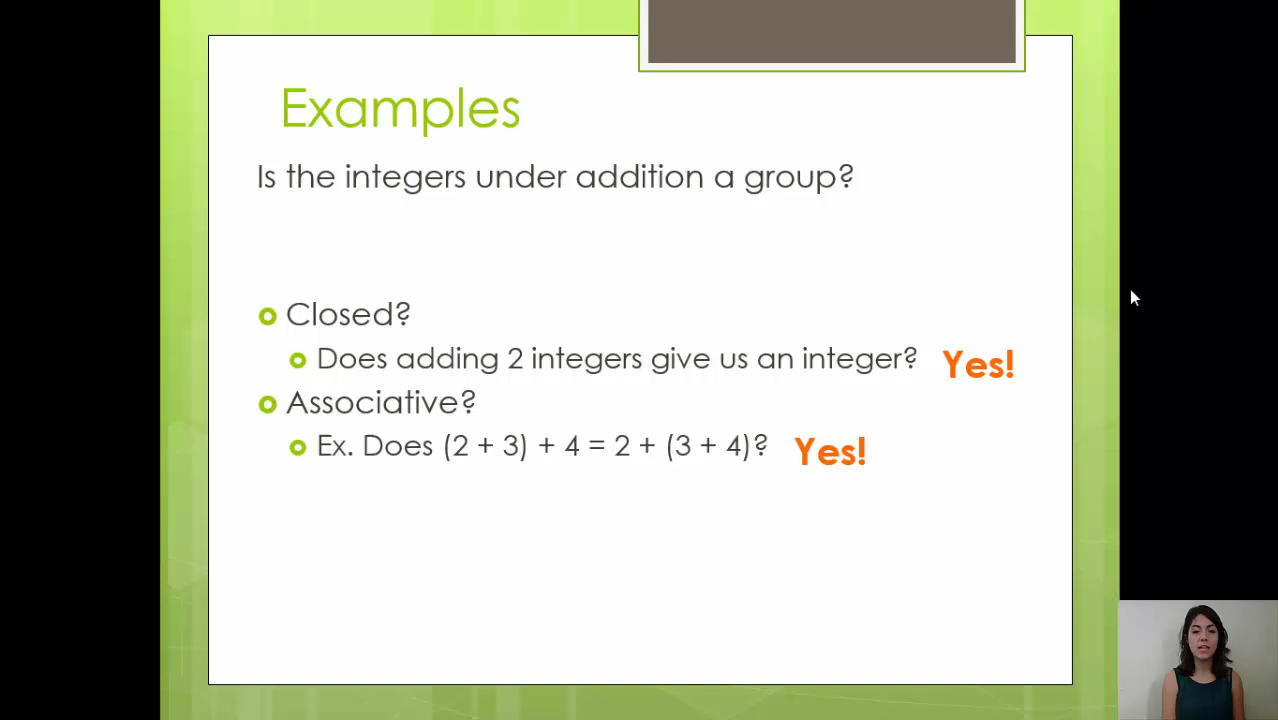 Examples
Is the integers under addition a group?
Closed?
Does adding 2 integers give us an integer? Yes!
Associative?
Ex. Does (2 + 3) + 4 = 2 + (3 + 4)? Yes!